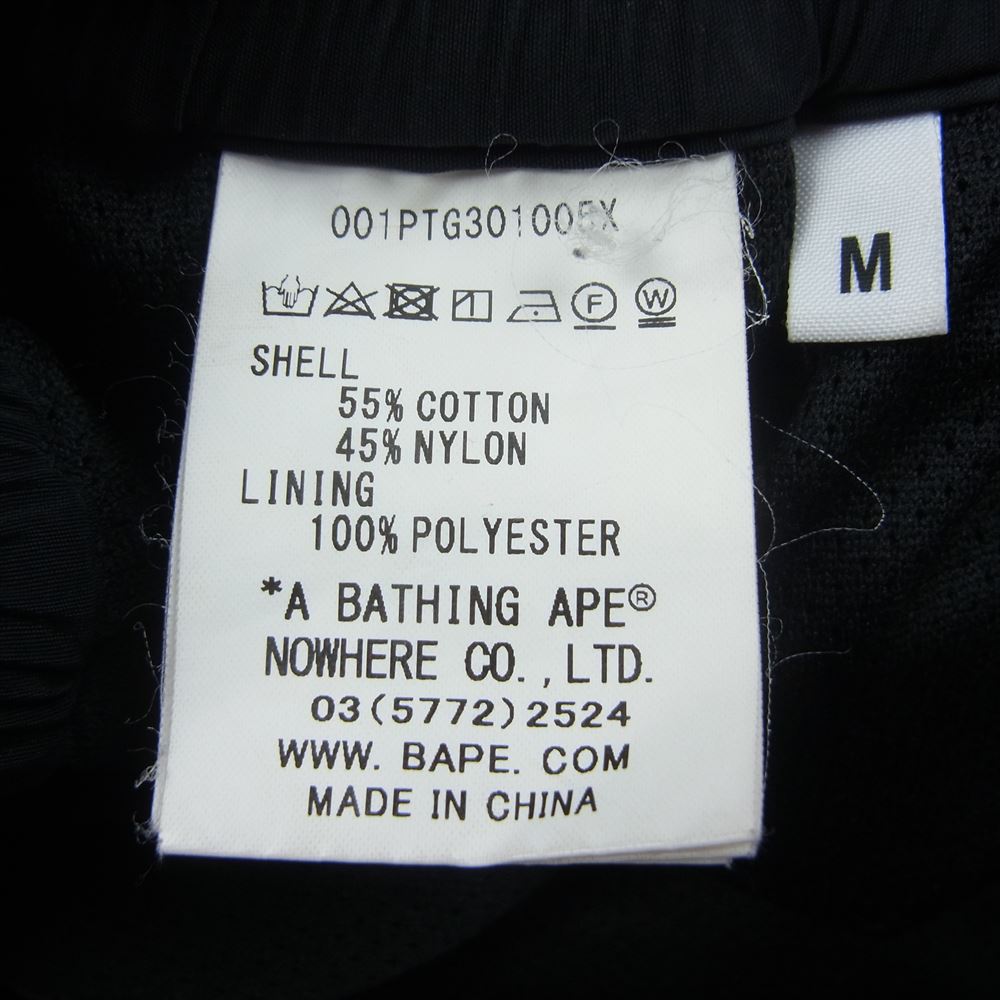 001PTG301005X
M
1 F W
SHELL
55% COTTON
45% NYLON
LINING
100% POLYESTER
*A BATHING APE®
NOWHERE CO.,LTD.
03(5772)2524
WWW. BAPE. COM
MADE IN CHINA